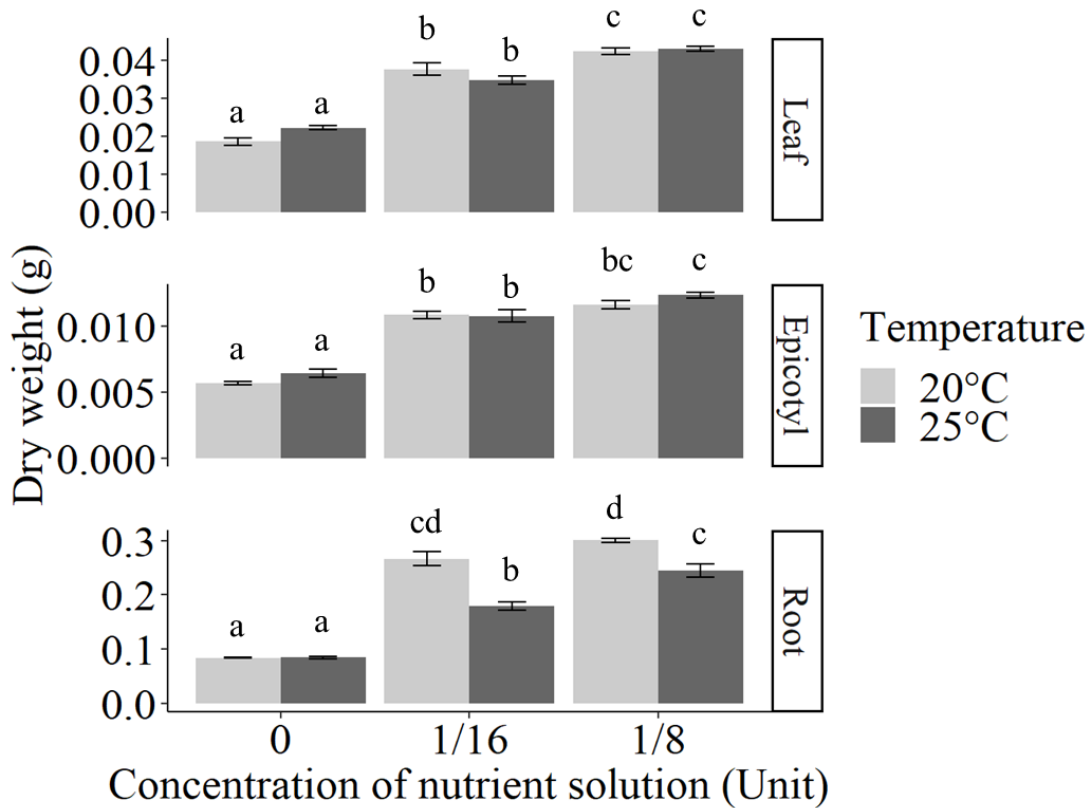 Dry weight (g)
0.04
0.03
0.02
0.01
0.00
a a b b c c
Leaf
0.010
0.005
0.000
a a b b bc c
Epicotyl
0.3
0.2
0.1
0.0
a a cd b d c
Root
0 1/16 1/8
Concentration of nutrient solution (Unit)
Temperature
20°C
25°C